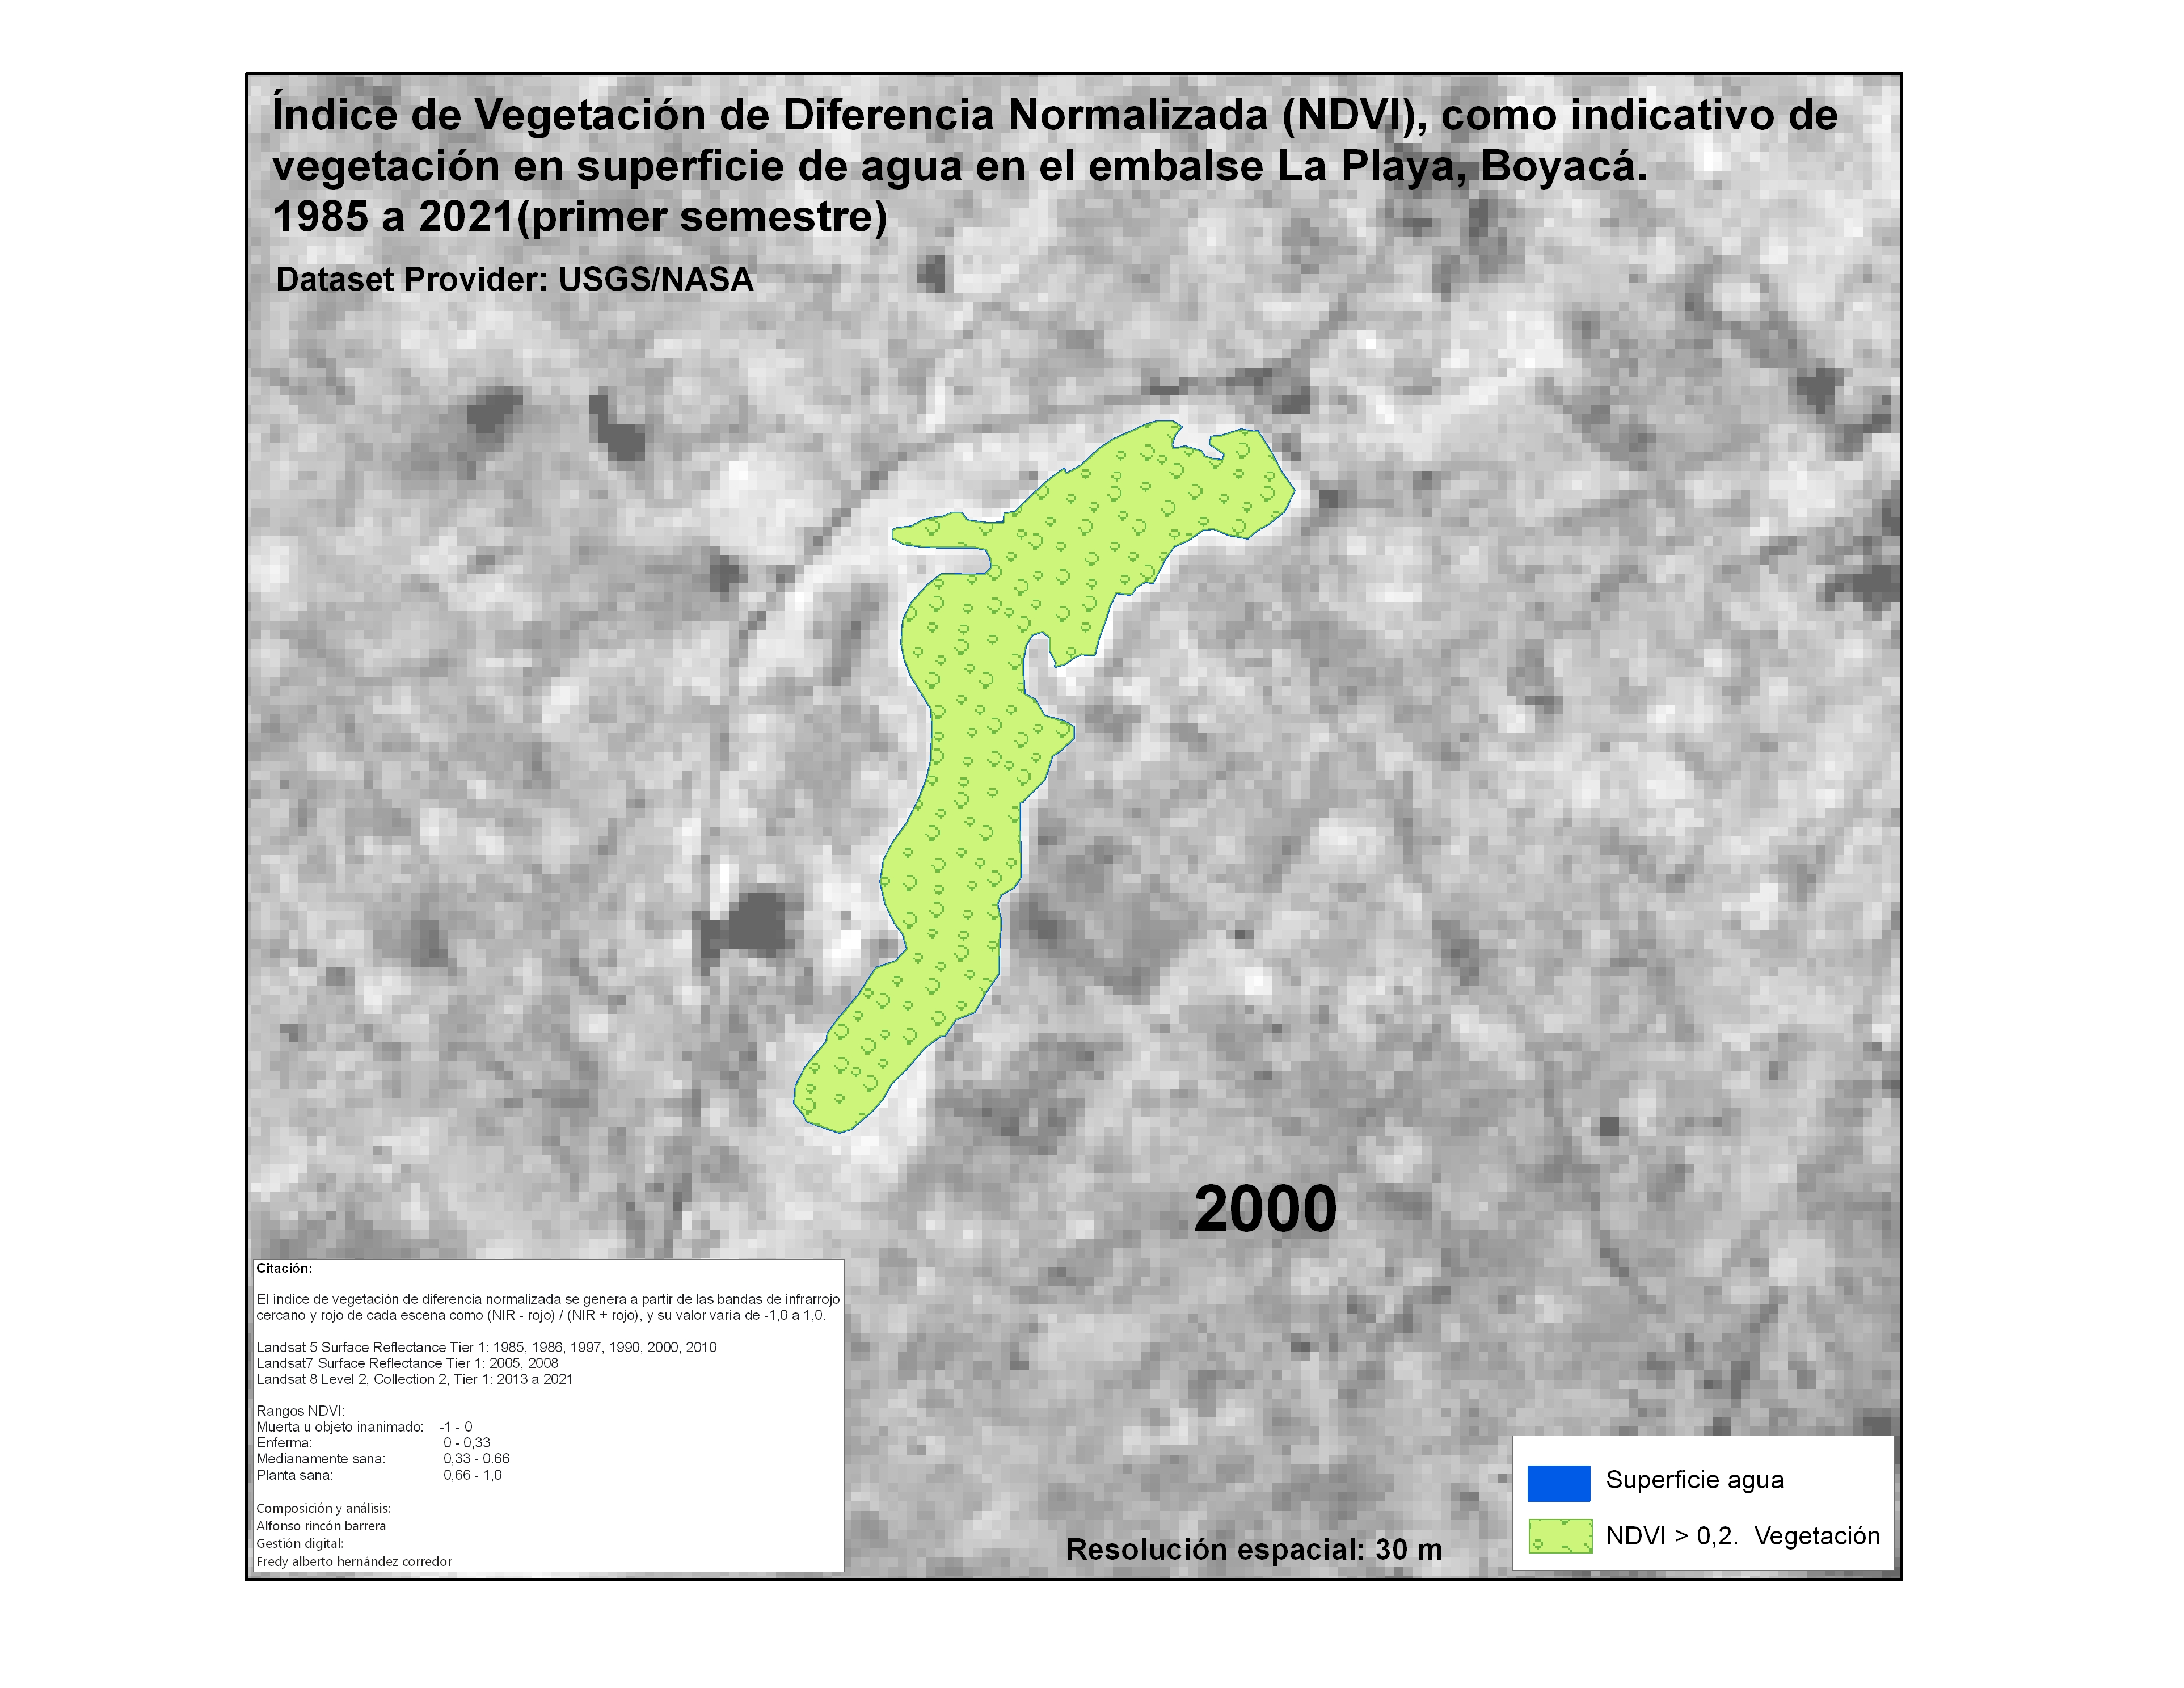 Índice de Vegetación de Diferencia Normalizada (NDVI), como indicativo de
vegetación en superficie de agua en el embalse La Playa, Boyacá.
1985 a 2021(primer semestre)
Dataset Provider: USGS/NASA
2000
Citación:
El indice de vegetación de diferencia normalizada se genera a partir de las bandas de infrarrojo
cercano y rojo de cada escena como (NIR - rojo) / (NIR + rojo), y su valor varia de -1,0 a 1,0.
Landsat 5 Surface Reflectance Tier 1: 1985, 1986, 1997, 1990, 2000, 2010
Landsat7 Surface Reflectance Tier 1: 2005, 2008
Landsat 8 Level 2, Collection 2, Tier 1: 2013 a 2021
Rangos NDVI:
Muerta u objeto inanimado: -1 - 0
Enferma: 0 - 0,33
Medianamente sana: 0,33 - 0.66
Planta sana: 0,66 - 1,0
Composición y análisis:
Alfonso rincón barrera
Gestión digital:
Fredy alberto hernández corredor
Resolución espacial: 30 m
Superficie agua
NDVI > 0,2. Vegetación